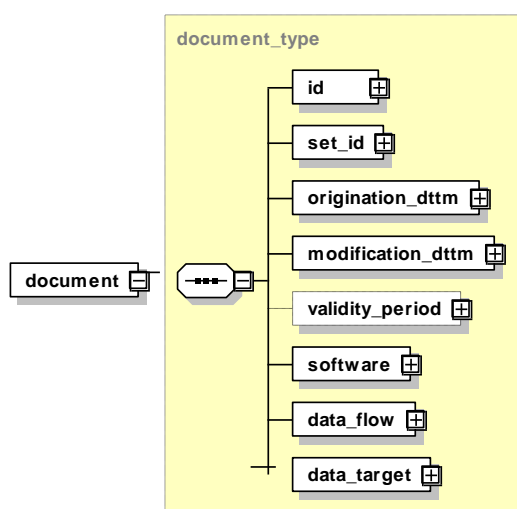 document_type
id
set_id
origination_dttm
modification_dttm
document
validity_period
software
data_flow
data_target